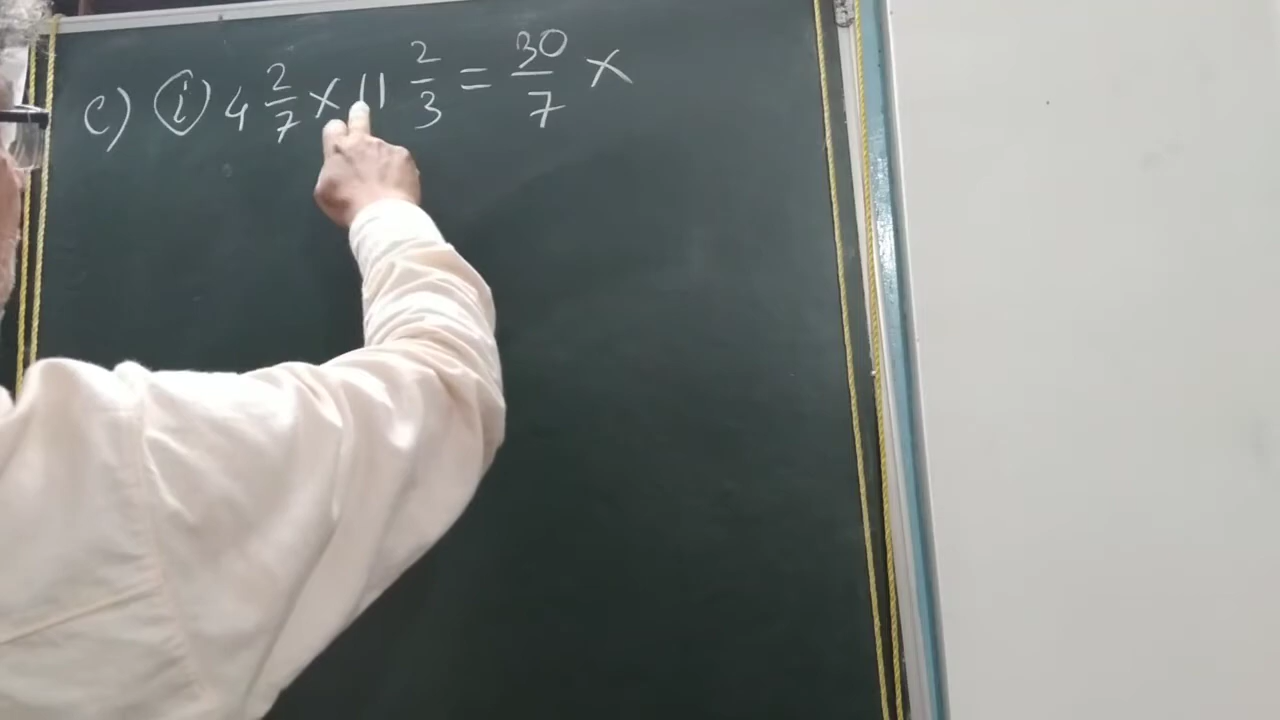 c) (i) 4 2/7 × 11 2/3 = 30/7 ×